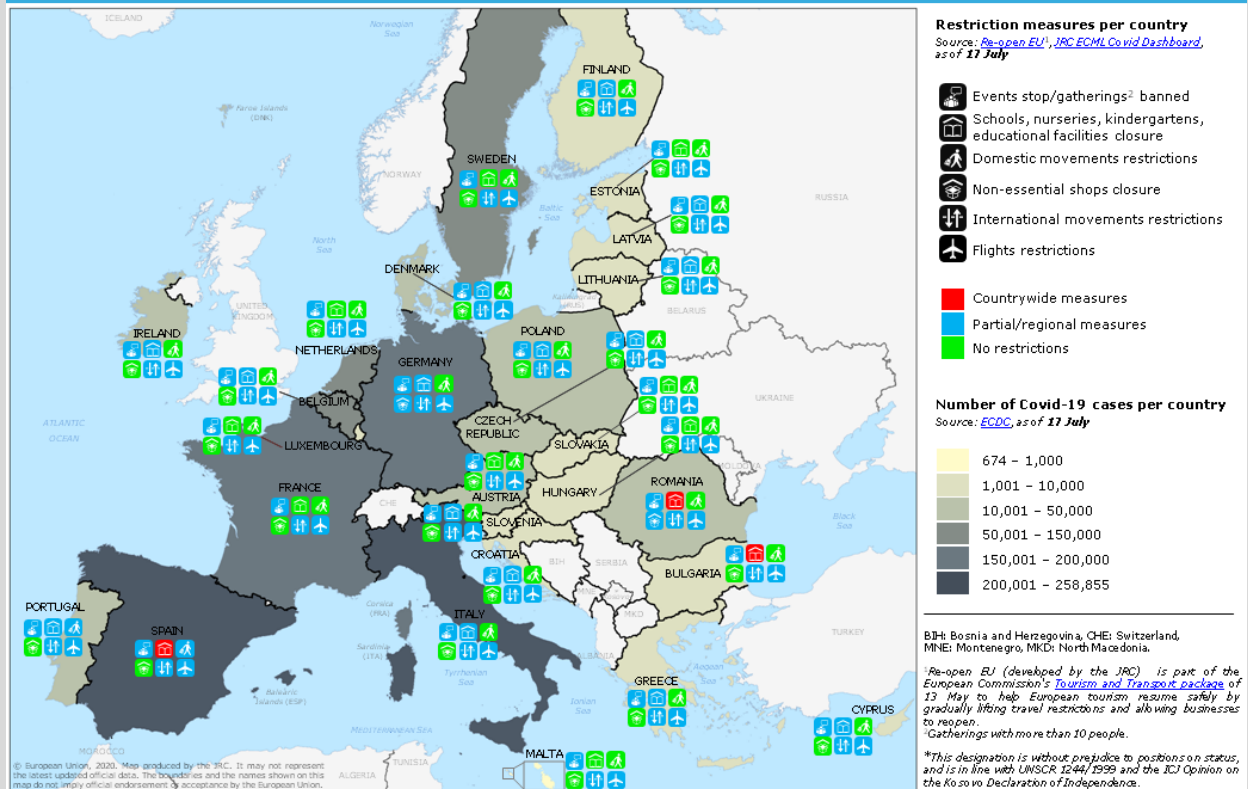 ICELAND
Norwegian
Sea
FINLAND
Faroe Islands
(DNK)
SWEDEN
NORWAY
RUSSIA
ESTONIA
Baltic
Sea
LATVIA
North
Sea
DENMARK
LITHUANIA
Kaliningrad
(RUS)
BELARUS
UNITED
KINGDOM
IRELAND
NETHERLANDS
GERMANY
POLAND
BELGIUM
UKRAINE
ATLANTIC
OCEAN
CZECH
REPUBLIC
SLOVAKIA
LUXEMBOURG
MOLDOVA
FRANCE
CHE
AUSTRIA
HUNGARY
ROMANIA
SLOVENIA
Black
Sea
CROATIA
BIH
SERBIA
BULGARIA
MNE
Kosovo*
MKD
PORTUGAL
SPAIN
Corsica
(FRA)
ITALY
Sardinia
(ITA)
ALBANIA
TURKEY
Tyrrhenian
Sea
Aegean
Sea
Balearic
Islands (ESP)
Ionian
Sea
GREECE
CYPRUS
MEDITERRANEAN SEA
MALTA
MOROCCO
ALGERIA
TUNISIA
© European Union, 2020. Map produced by the JRC. It may not represent
the latest updated official data. The boundaries and the names shown on this
map do not imply official endorsement or acceptance by the European Union.
Restriction measures per country
Source: Re-open EU¹, JRC ECML Covid Dashboard,
as of 17 July
Events stop/gatherings² banned
Schools, nurseries, kindergartens,
educational facilities closure
Domestic movements restrictions
Non-essential shops closure
International movements restrictions
Flights restrictions
Countrywide measures
Partial/regional measures
No restrictions
Number of Covid-19 cases per country
Source: ECDC, as of 17 July
674 – 1,000
1,001 – 10,000
10,001 – 50,000
50,001 – 150,000
150,001 – 200,000
200,001 – 258,855
BIH: Bosnia and Herzegovina, CHE: Switzerland,
MNE: Montenegro, MKD: North Macedonia.
¹Re-open EU (developed by the JRC) is part of the
European Commission's Tourism and Transport package of
13 May to help European tourism resume safely by
gradually lifting travel restrictions and allowing businesses
to reopen.
²Gatherings with more than 10 people.
*This designation is without prejudice to positions on status,
and is in line with UNSCR 1244/1999 and the ICJ Opinion on
the Kosovo Declaration of Independence.